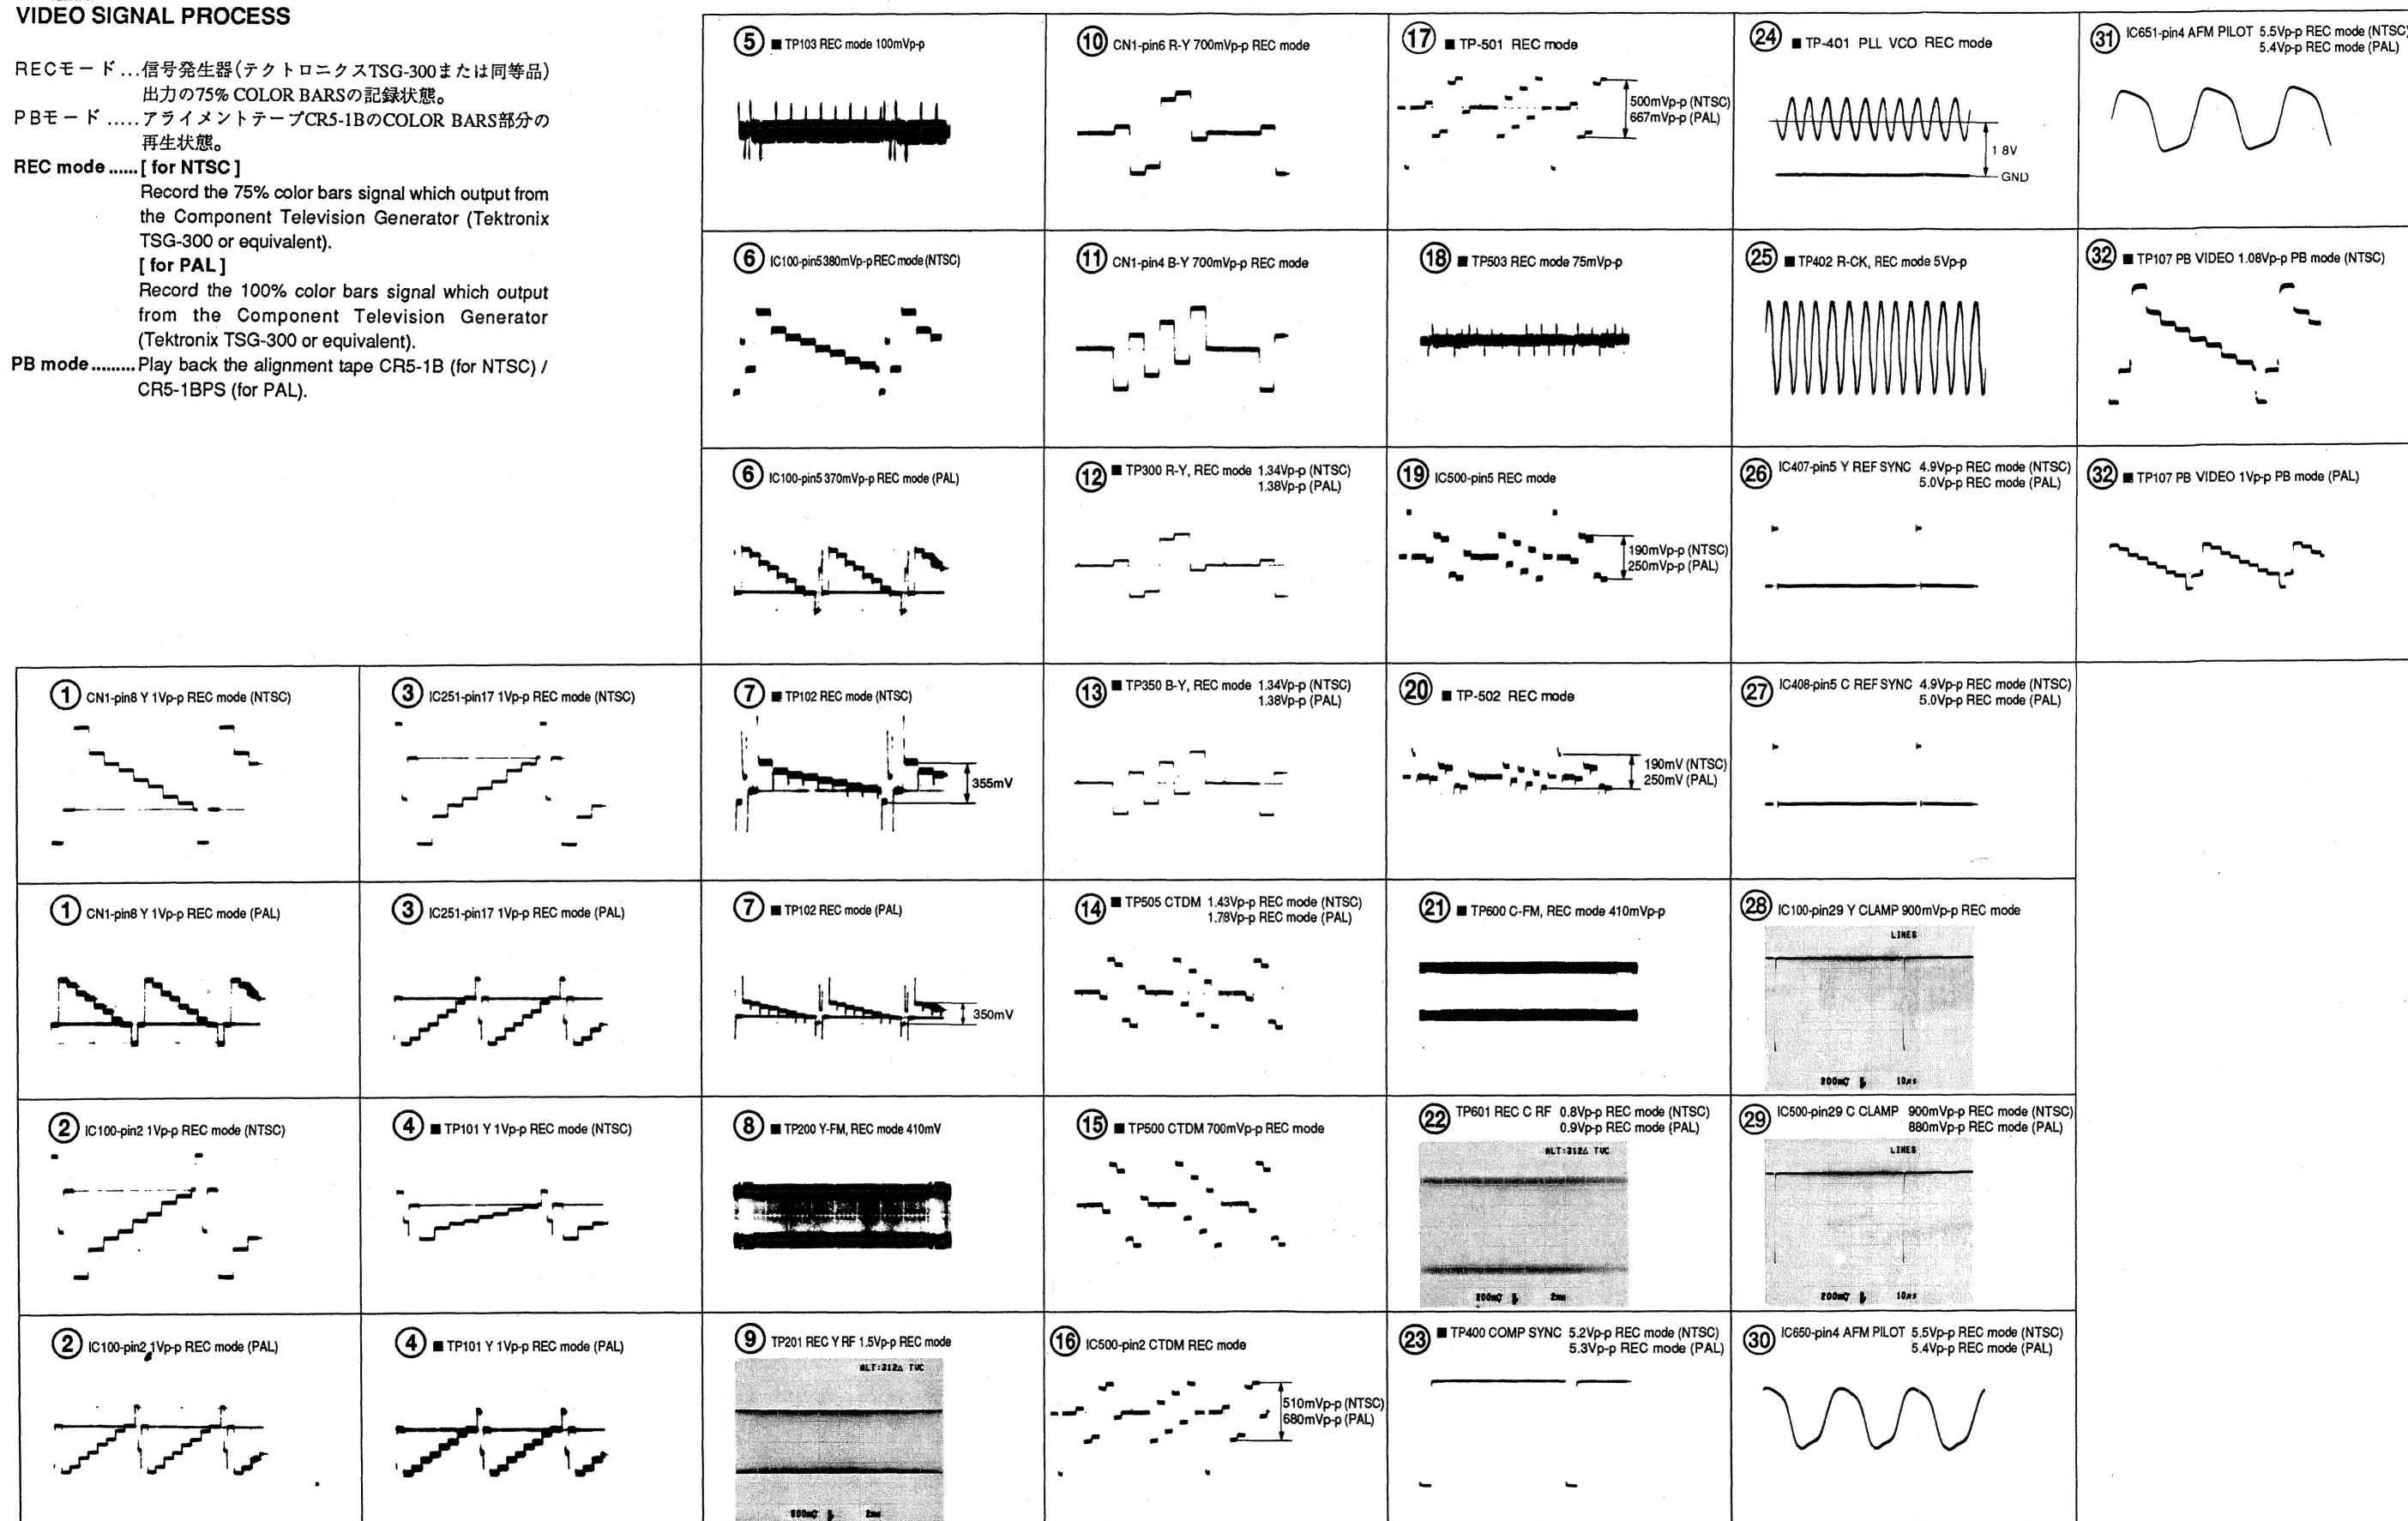 VIDEO SIGNAL PROCESS
RECモード...信号発生器(テクトロニクスTSG-300または同等品)
出力の75% COLOR BARSの記録状態。
PBモード.....アライメントテープCR5-1BのCOLOR BARS部分の
再生状態。
REC mode ......[ for NTSC ]
Record the 75% color bars signal which output from
the Component Television Generator (Tektronix
TSG-300 or equivalent).
[ for PAL ]
Record the 100% color bars signal which output
from the Component Television Generator
(Tektronix TSG-300 or equivalent).
PB mode .........Play back the alignment tape CR5-1B (for NTSC) /
CR5-1BPS (for PAL).
① CN1-pin8 Y 1Vp-p REC mode (NTSC)
① CN1-pin8 Y 1Vp-p REC mode (PAL)
② IC100-pin2 1Vp-p REC mode (NTSC)
② IC100-pin2 1Vp-p REC mode (PAL)
③ IC251-pin17 1Vp-p REC mode (NTSC)
③ IC251-pin17 1Vp-p REC mode (PAL)
④ ■ TP101 Y 1Vp-p REC mode (NTSC)
④ ■ TP101 Y 1Vp-p REC mode (PAL)
⑤ ■ TP103 REC mode 100mVp-p
⑥ IC100-pin5 380mVp-p REC mode (NTSC)
⑥ IC100-pin5 370mVp-p REC mode (PAL)
⑦ ■ TP102 REC mode (NTSC)
355mV
⑦ ■ TP102 REC mode (PAL)
350mV
⑧ ■ TP200 Y-FM, REC mode 410mV
⑨ TP201 REC Y RF 1.5Vp-p REC mode
ALT:312△ TVC
2ms
⑩ CN1-pin6 R-Y 700mVp-p REC mode
⑪ CN1-pin4 B-Y 700mVp-p REC mode
⑫ ■ TP300 R-Y, REC mode 1.34Vp-p (NTSC)
1.38Vp-p (PAL)
⑬ ■ TP350 B-Y, REC mode 1.34Vp-p (NTSC)
1.38Vp-p (PAL)
⑭ ■ TP505 CTDM 1.43Vp-p REC mode (NTSC)
1.78Vp-p REC mode (PAL)
⑮ ■ TP500 CTDM 700mVp-p REC mode
⑯ IC500-pin2 CTDM REC mode
510mVp-p (NTSC)
680mVp-p (PAL)
⑰ ■ TP-501 REC mode
500mVp-p (NTSC)
667mVp-p (PAL)
⑱ ■ TP503 REC mode 75mVp-p
⑲ IC500-pin5 REC mode
190mVp-p (NTSC)
250mVp-p (PAL)
⑳ ■ TP-502 REC mode
190mV (NTSC)
250mV (PAL)
㉑ ■ TP600 C-FM, REC mode 410mVp-p
㉒ TP601 REC C RF 0.8Vp-p REC mode (NTSC)
0.9Vp-p REC mode (PAL)
ALT:312△ TVC
200mV 2ms
㉓ ■ TP400 COMP SYNC 5.2Vp-p REC mode (NTSC)
5.3Vp-p REC mode (PAL)
㉔ ■ TP-401 PLL VCO REC mode
1 8V
GND
㉕ ■ TP402 R-CK, REC mode 5Vp-p
㉖ IC407-pin5 Y REF SYNC 4.9Vp-p REC mode (NTSC)
5.0Vp-p REC mode (PAL)
㉗ IC408-pin5 C REF SYNC 4.9Vp-p REC mode (NTSC)
5.0Vp-p REC mode (PAL)
㉘ IC100-pin29 Y CLAMP 900mVp-p REC mode
LINES
200mV 10µs
㉙ IC500-pin29 C CLAMP 900mVp-p REC mode (NTSC)
880mVp-p REC mode (PAL)
LINES
200mV 10µs
㉚ IC650-pin4 AFM PILOT 5.5Vp-p REC mode (NTSC)
5.4Vp-p REC mode (PAL)
㉛ IC651-pin4 AFM PILOT 5.5Vp-p REC mode (NTSC)
5.4Vp-p REC mode (PAL)
㉜ ■ TP107 PB VIDEO 1.08Vp-p PB mode (NTSC)
㉜ ■ TP107 PB VIDEO 1Vp-p PB mode (PAL)